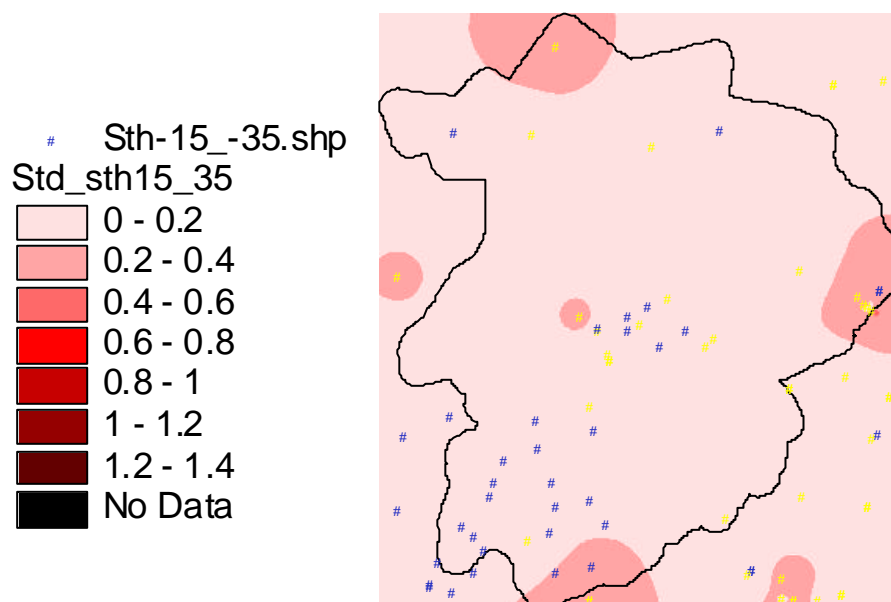 # Sth-15_-35.shp
Std_sth15_35
0 - 0.2
0.2 - 0.4
0.4 - 0.6
0.6 - 0.8
0.8 - 1
1 - 1.2
1.2 - 1.4
No Data